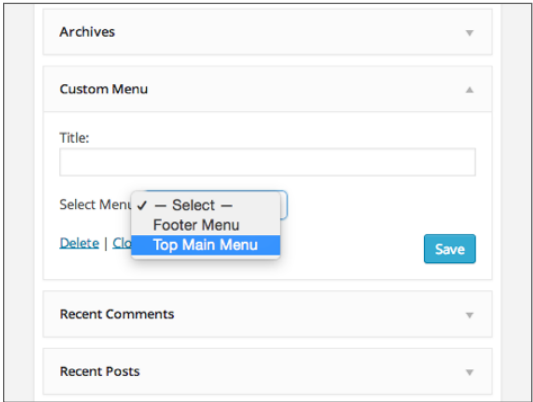 Archives
Custom Menu
Title:
Select Menu
— Select —
Footer Menu
Top Main Menu
Delete |
Save
Recent Comments
Recent Posts